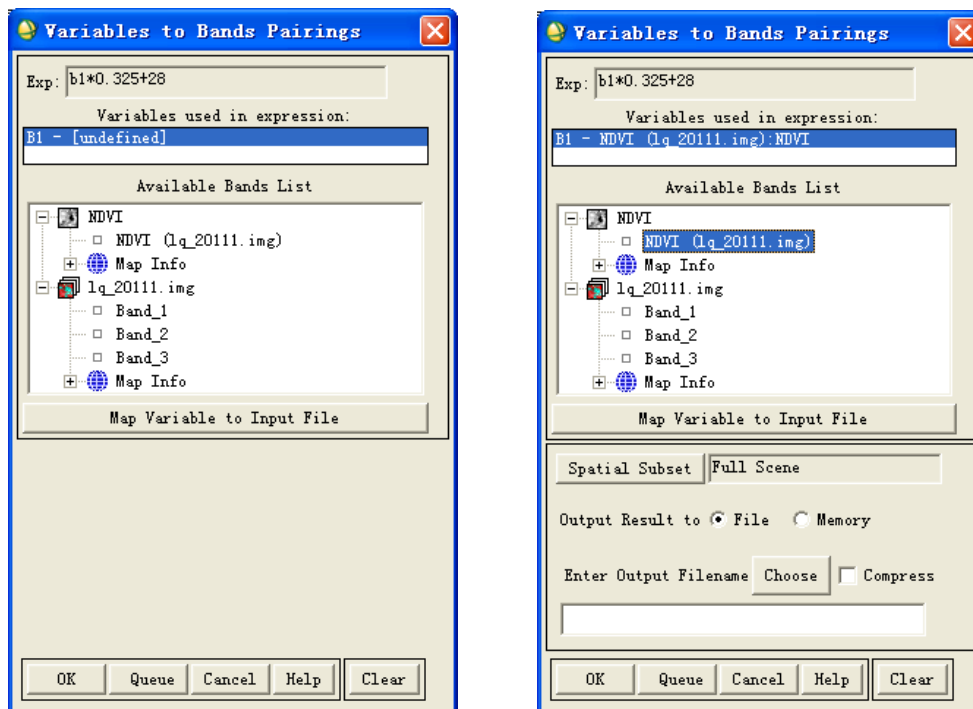 Variables to Bands Pairings
Exp: b1*0.325+28
Variables used in expression:
B1 - [undefined]
Available Bands List
NDVI
NDVI (lq_20111.img)
Map Info
lq_20111.img
Band_1
Band_2
Band_3
Map Info
Map Variable to Input File
OK Queue Cancel Help Clear
Variables to Bands Pairings
Exp: b1*0.325+28
Variables used in expression:
B1 - NDVI (lq_20111.img):NDVI
Available Bands List
NDVI
NDVI (lq_20111.img)
Map Info
lq_20111.img
Band_1
Band_2
Band_3
Map Info
Map Variable to Input File
Spatial Subset Full Scene
Output Result to File Memory
Enter Output Filename Choose Compress
OK Queue Cancel Help Clear